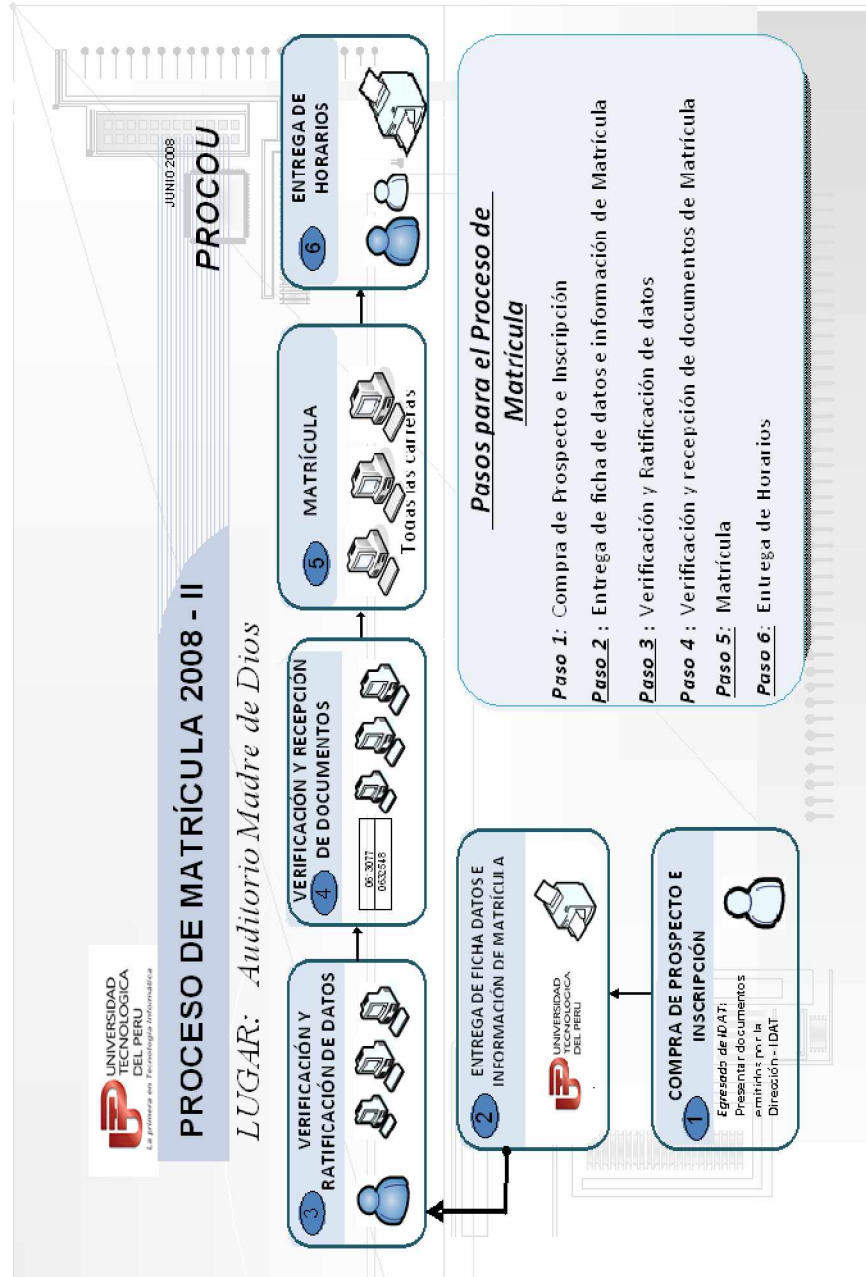 UNIVERSIDAD
TECNOLOGICA
DEL PERU
La primera en Tecnología Informática
JUNIO 2008
PROCESO DE MATRÍCULA 2008 - II
PROCOU
LUGAR: Auditorio Madre de Dios
3
VERIFICACIÓN Y
RATIFICACIÓN DE DATOS
4
VERIFICACIÓN Y RECEPCIÓN
DE DOCUMENTOS
0632548
5
MATRÍCULA
Todas las carreras
6
ENTREGA DE
HORARIOS
2
ENTREGA DE FICHA DATOS E
INFORMACIÓN DE MATRÍCULA
UTP
UNIVERSIDAD
TECNOLOGICA
DEL PERU
1
COMPRA DE PROSPECTO E
INSCRIPCIÓN
Egresado de IDAT:
Presentar documentos
emitidos por la
Dirección - IDAT
Pasos para el Proceso de
Matrícula
Paso 1: Compra de Prospecto e Inscripción
Paso 2 : Entrega de ficha de datos e información de Matrícula
Paso 3 : Verificación y Ratificación de datos
Paso 4 : Verificación y recepción de documentos de Matrícula
Paso 5: Matrícula
Paso 6: Entrega de Horarios